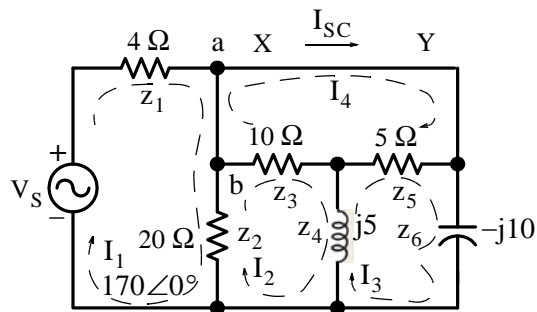 4 Ω
a
X
I_SC
Y
z_1
I_4
+
V_S
−
10 Ω
5 Ω
b
z_3
z_5
20 Ω
z_2
z_4
j5
z_6
−j10
I_1
I_2
I_3
170∠0°